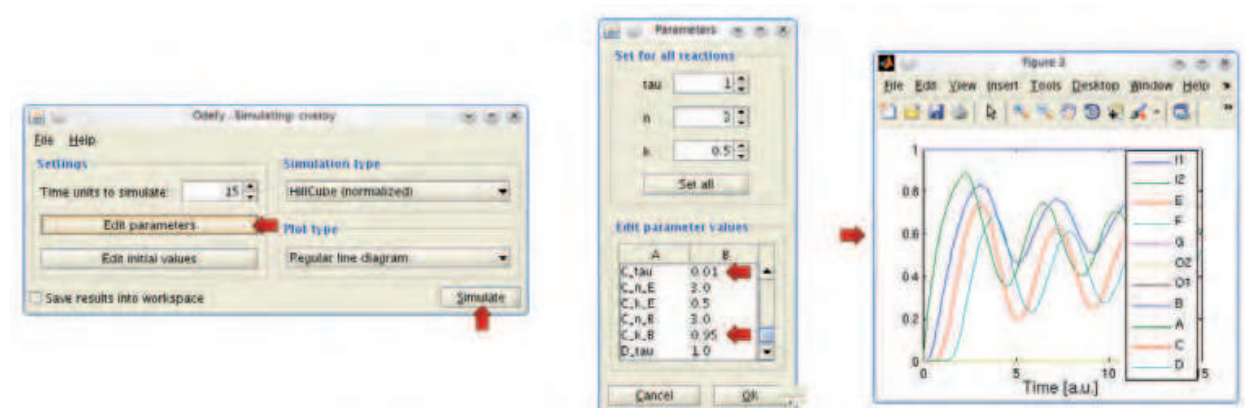 Odefy - Simulating: cnatoy
File Help
Settings
Time units to simulate: 15
Edit parameters
Edit initial values
Save results into workspace
Simulation type
HillCube (normalized)
Plot type
Regular line diagram
Simulate
Parameters
Set for all reactions
tau 1
n 3
k 0.5
Set all
Edit parameter values
A B
C_tau 0.01
C_n_E 3.0
C_k_E 0.5
C_n_B 3.0
C_k_B 0.95
D_tau 1.0
Cancel OK
Figure 3
File Edit View Insert Tools Desktop Window Help
1
0.8
0.6
0.4
0.2
0
0 5 10 15
Time [a.u.]
I1
I2
E
F
G
O2
O1
B
A
C
D